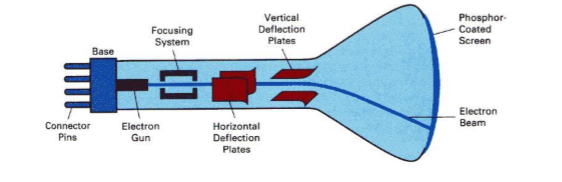 Base
Focusing
System
Vertical
Deflection
Plates
Phosphor-
Coated
Screen
Connector
Pins
Electron
Gun
Horizontal
Deflection
Plates
Electron
Beam